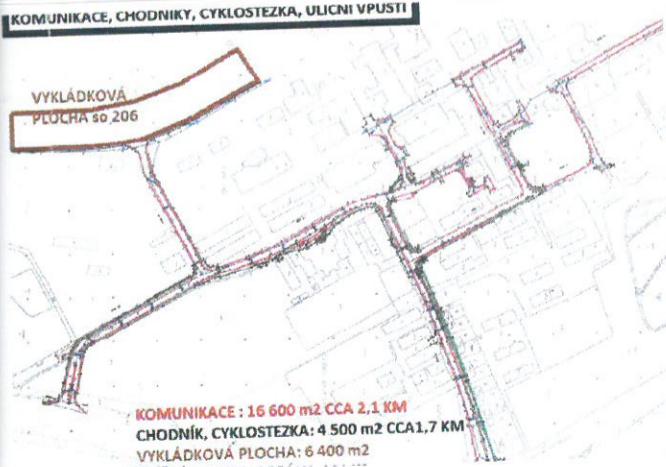 KOMUNIKACE, CHODNIKY, CYKLOSTEZKA, ULICNI VPUSTI
VYKLÁDKOVÁ
PLOCHA so 206
KOMUNIKACE : 16 600 m2 CCA 2,1 KM
CHODNÍK, CYKLOSTEZKA: 4 500 m2 CCA1,7 KM
VYKLÁDKOVÁ PLOCHA: 6 400 m2